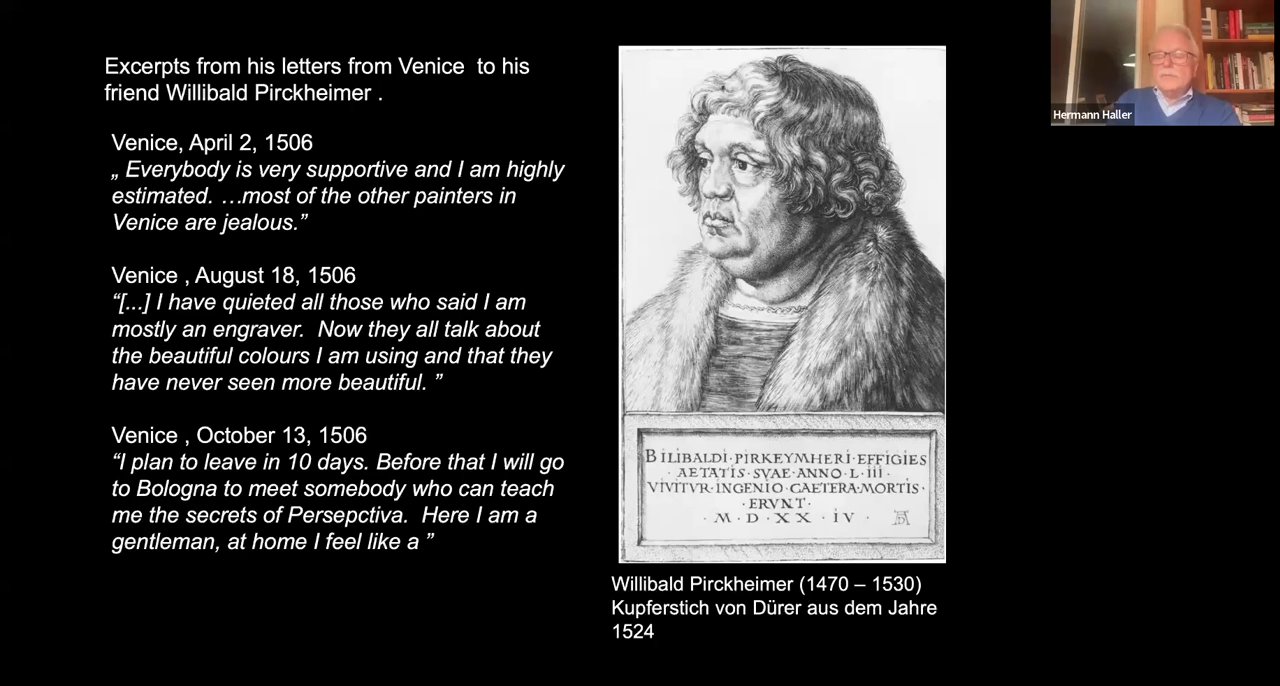 Excerpts from his letters from Venice to his
friend Willibald Pirckheimer .
Venice, April 2, 1506
„ Everybody is very supportive and I am highly
estimated. …most of the other painters in
Venice are jealous.”
Venice , August 18, 1506
“[...] I have quieted all those who said I am
mostly an engraver. Now they all talk about
the beautiful colours I am using and that they
have never seen more beautiful. ”
Venice , October 13, 1506
“I plan to leave in 10 days. Before that I will go
to Bologna to meet somebody who can teach
me the secrets of Persepctiva. Here I am a
gentleman, at home I feel like a ”
BILIBALDI·PIRKEYMHERI·EFFIGIES
·AETATIS·SVAE·ANNO·L·III·
VIVITVR·INGENIO·CAETERA·MORTIS·
·ERVNT·
·M·D·XX·IV·
AD
Willibald Pirckheimer (1470 – 1530)
Kupferstich von Dürer aus dem Jahre
1524
Hermann Haller